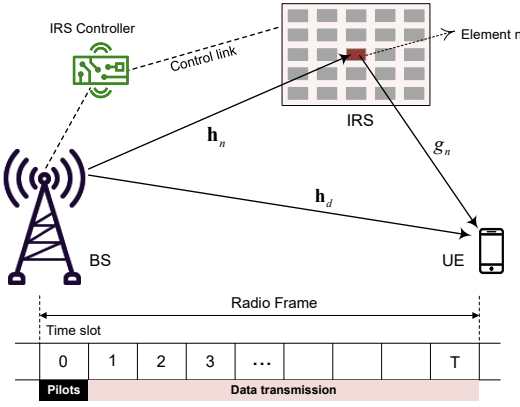 IRS Controller
Control link
Element n
IRS
h_n
g_n
h_d
BS
UE
Radio Frame
Time slot
0 1 2 3 ... T
Pilots Data transmission